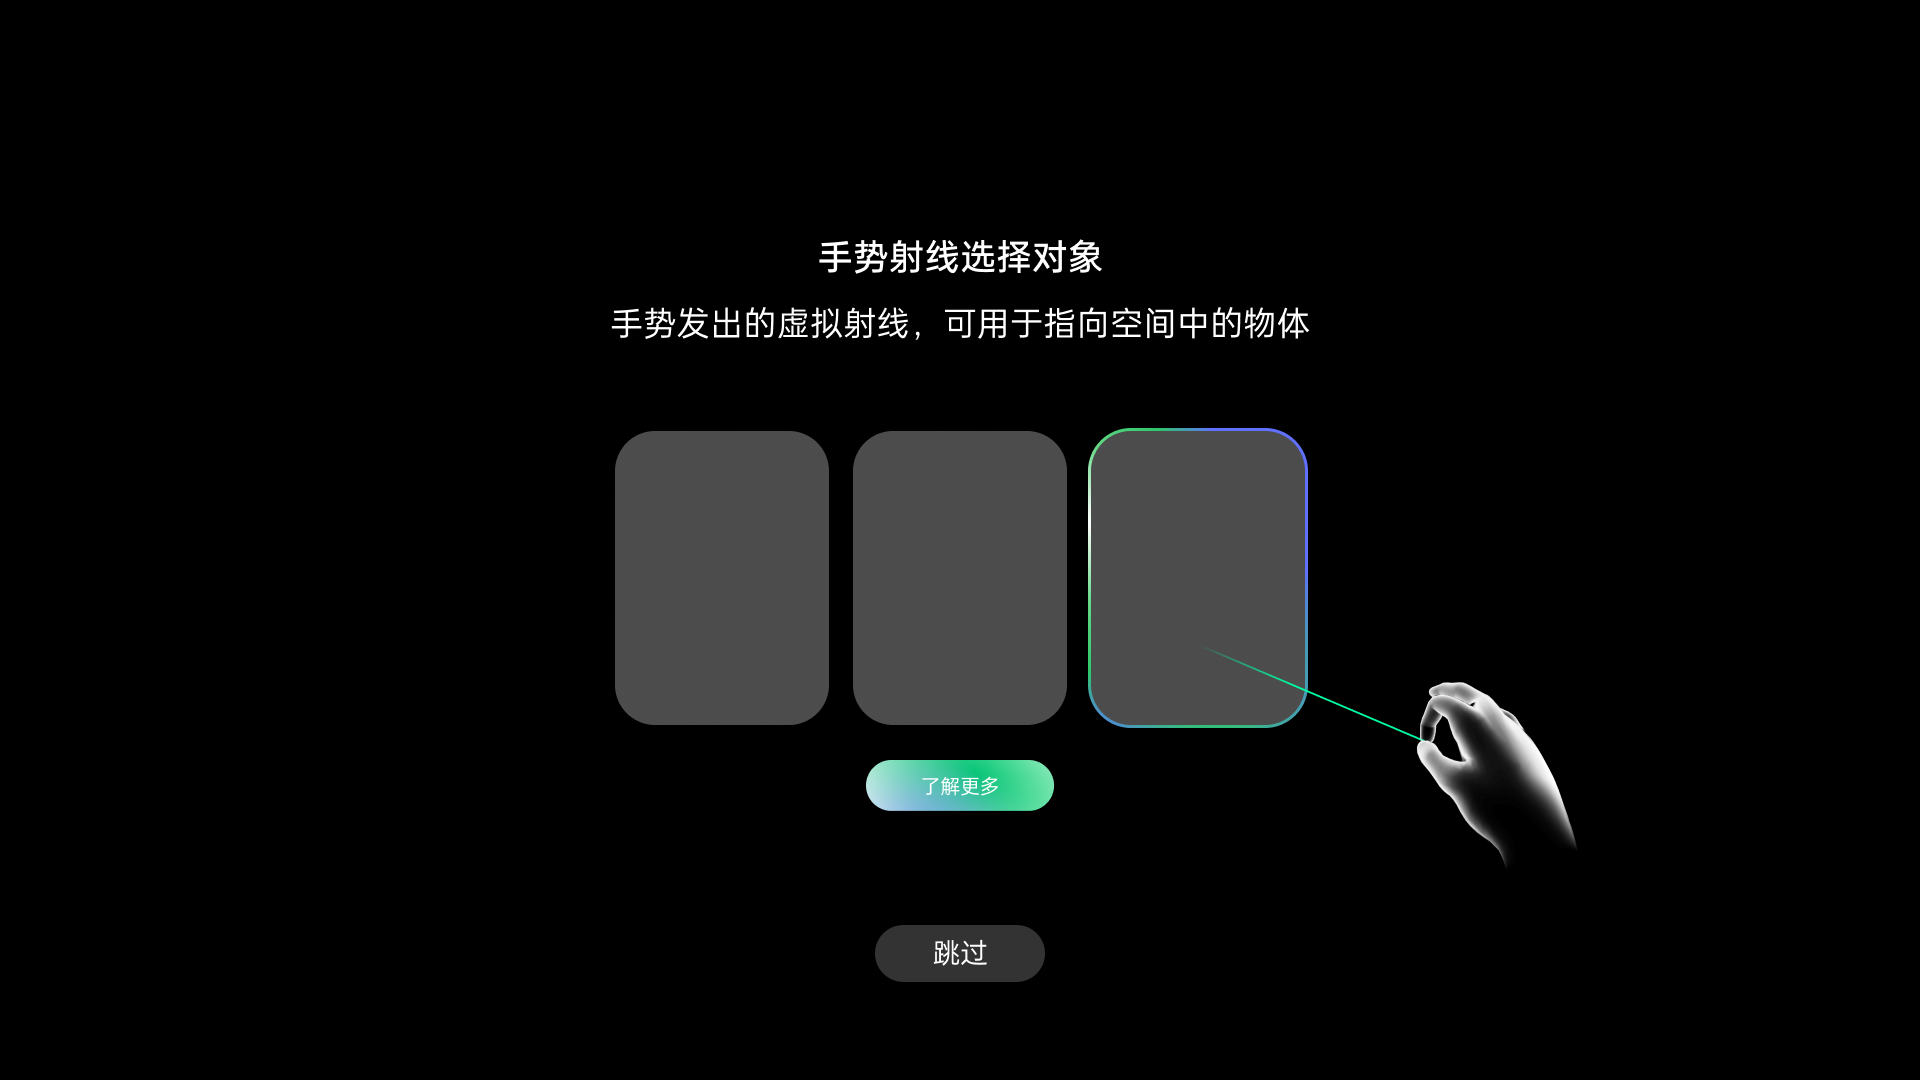 手势射线选择对象
手势发出的虚拟射线，可用于指向空间中的物体
了解更多
跳过